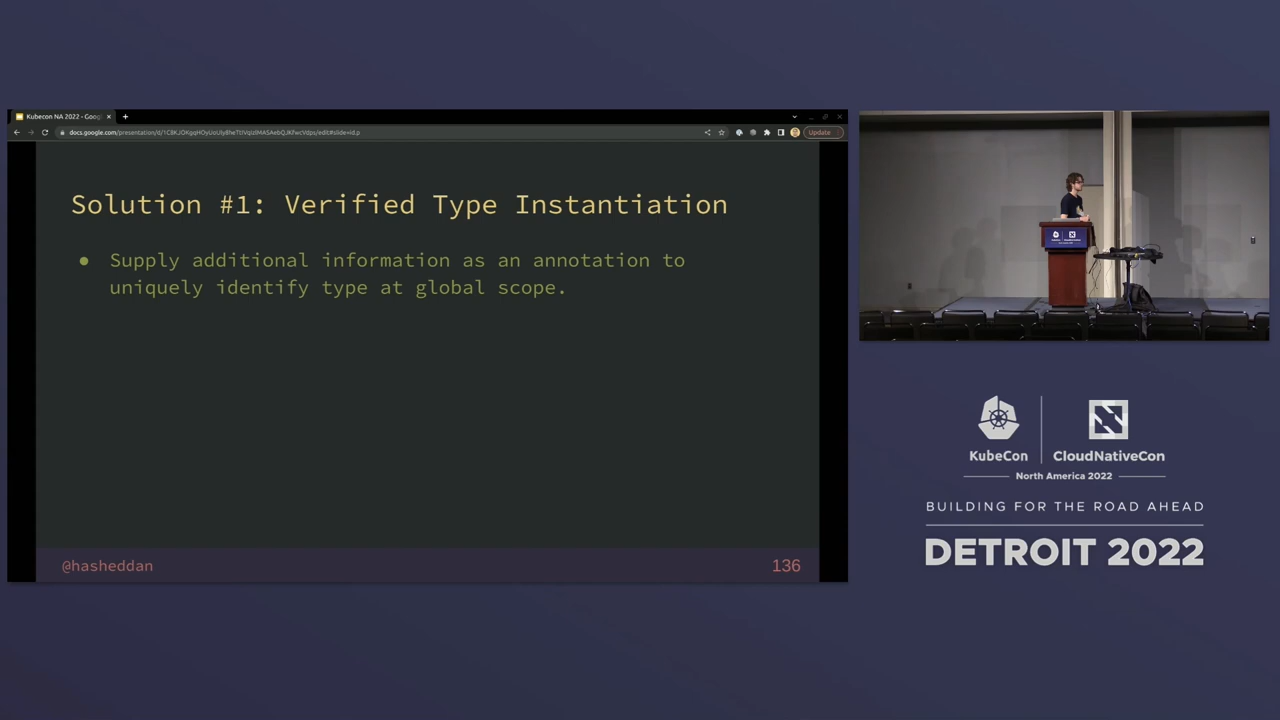 Kubecon NA 2022 - Goog
Update
Solution #1: Verified Type Instantiation
● Supply additional information as an annotation to
uniquely identify type at global scope.
@hasheddan
136
KubeCon
CloudNativeCon
North America 2022
BUILDING FOR THE ROAD AHEAD
DETROIT 2022